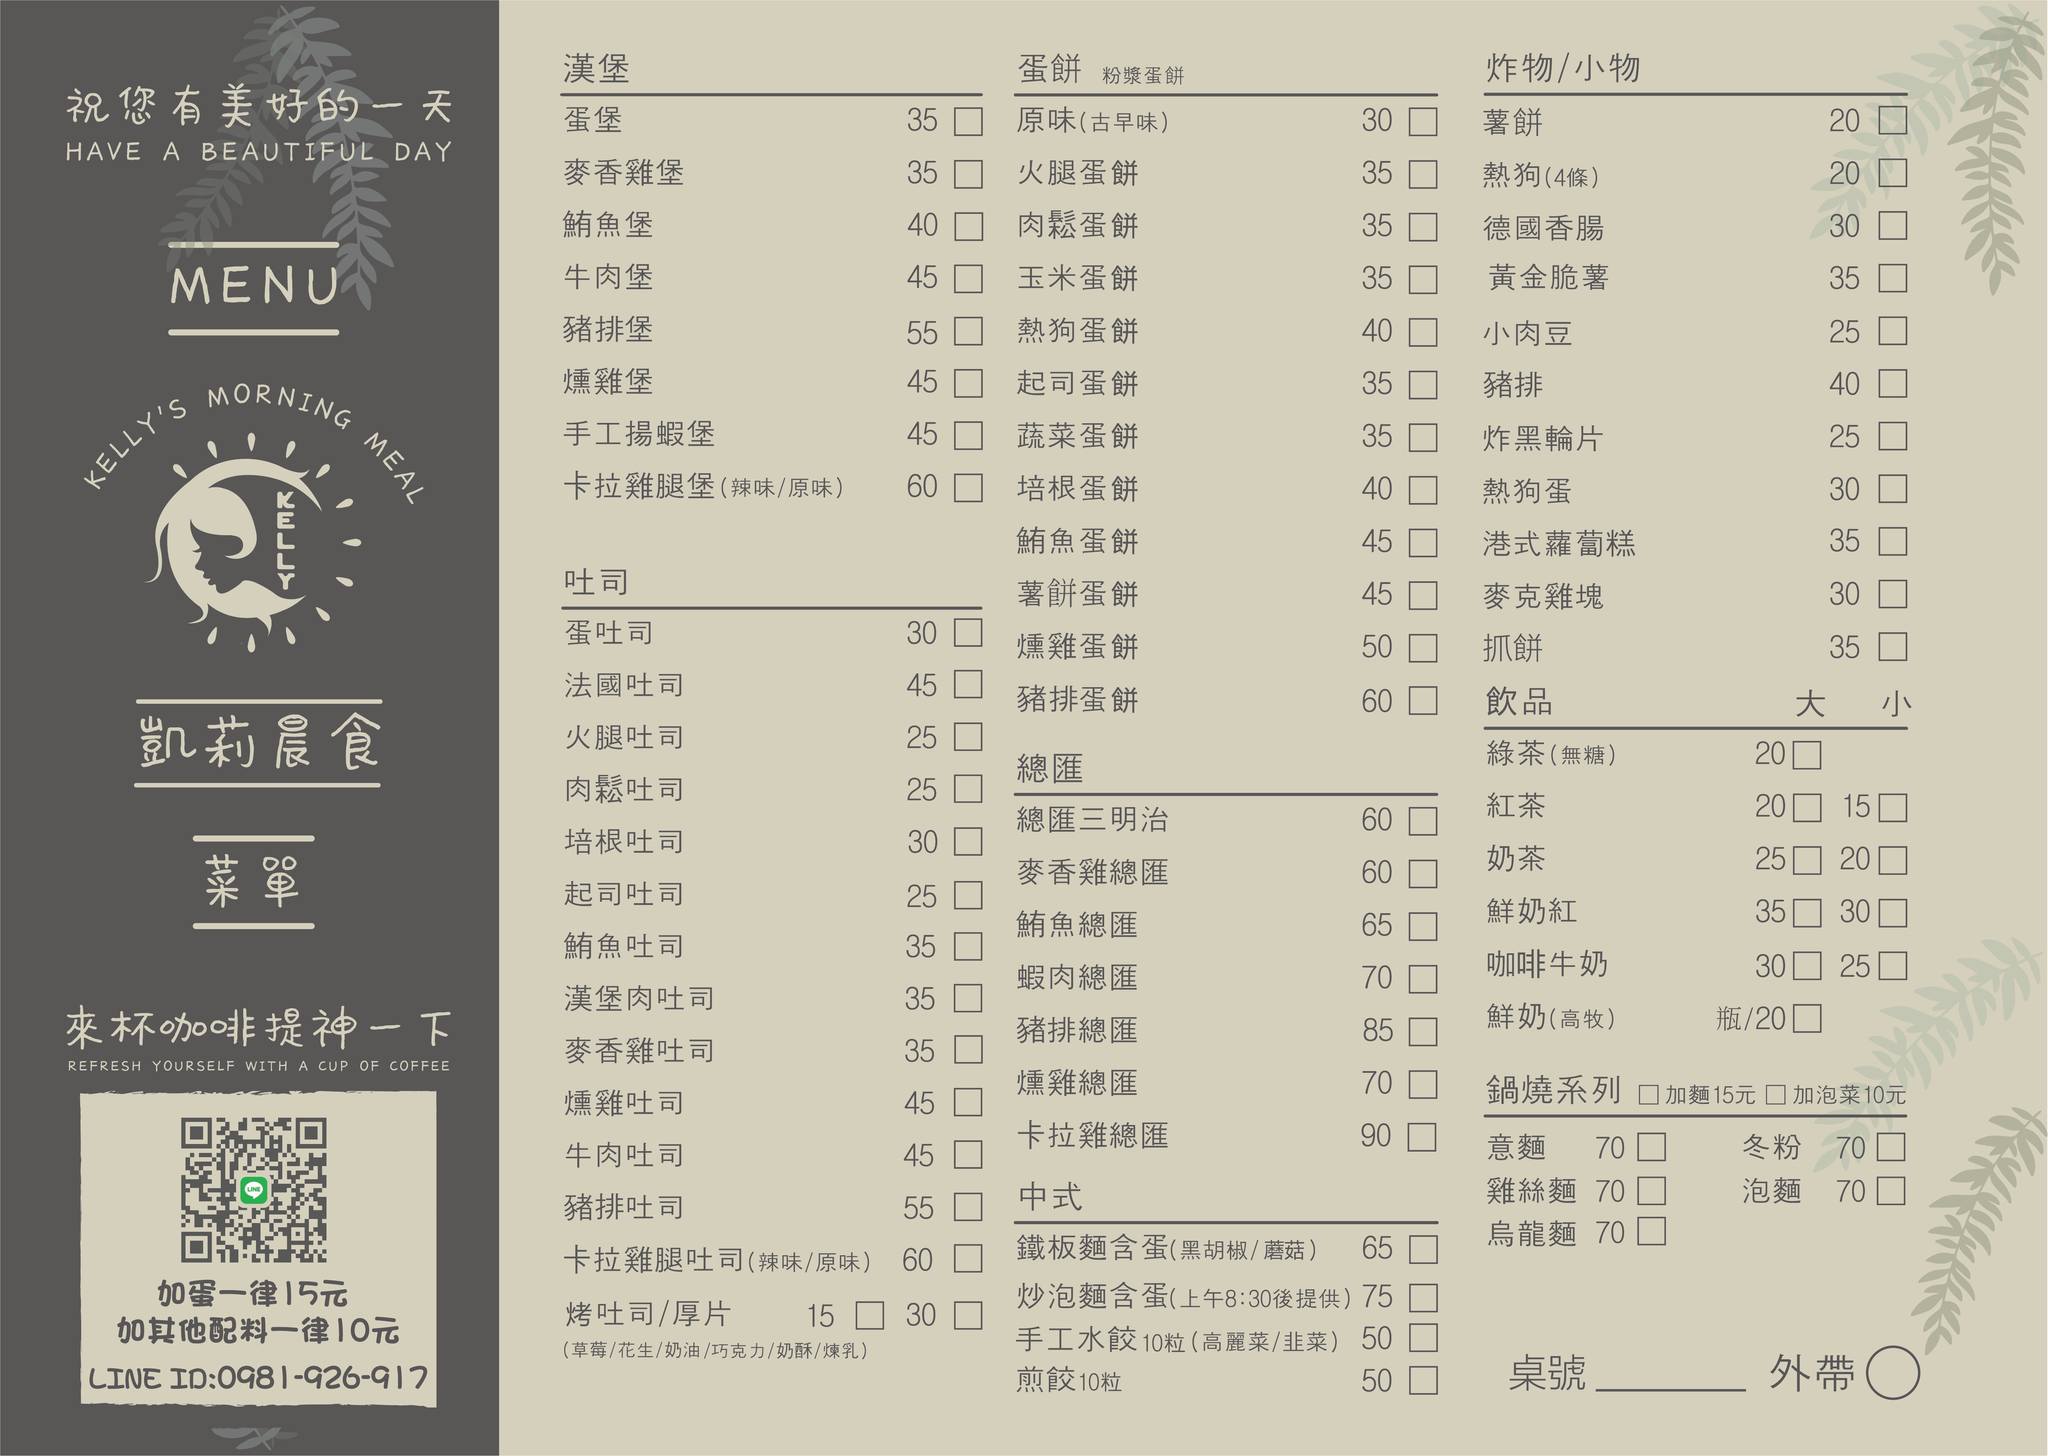 祝您有美好的一天
HAVE A BEAUTIFUL DAY
MENU
KELLY'S MORNING MEAL
KELLY
凱莉晨食
菜單
來杯咖啡提神一下
REFRESH YOURSELF WITH A CUP OF COFFEE
LINE
加蛋一律15元
加其他配料一律10元
LINE ID:0981-926-917
漢堡
蛋堡 35
麥香雞堡 35
鮪魚堡 40
牛肉堡 45
豬排堡 55
燻雞堡 45
手工揚蝦堡 45
卡拉雞腿堡(辣味/原味) 60
吐司
蛋吐司 30
法國吐司 45
火腿吐司 25
肉鬆吐司 25
培根吐司 30
起司吐司 25
鮪魚吐司 35
漢堡肉吐司 35
麥香雞吐司 35
燻雞吐司 45
牛肉吐司 45
豬排吐司 55
卡拉雞腿吐司(辣味/原味) 60
烤吐司/厚片 15 30
(草莓/花生/奶油/巧克力/奶酥/煉乳)
蛋餅 粉漿蛋餅
原味(古早味) 30
火腿蛋餅 35
肉鬆蛋餅 35
玉米蛋餅 35
熱狗蛋餅 40
起司蛋餅 35
蔬菜蛋餅 35
培根蛋餅 40
鮪魚蛋餅 45
薯餅蛋餅 45
燻雞蛋餅 50
豬排蛋餅 60
總匯
總匯三明治 60
麥香雞總匯 60
鮪魚總匯 65
蝦肉總匯 70
豬排總匯 85
燻雞總匯 70
卡拉雞總匯 90
中式
鐵板麵含蛋(黑胡椒/蘑菇) 65
炒泡麵含蛋(上午8:30後提供) 75
手工水餃10粒(高麗菜/韭菜) 50
煎餃10粒 50
炸物/小物
薯餅 20
熱狗(4條) 20
德國香腸 30
黃金脆薯 35
小肉豆 25
豬排 40
炸黑輪片 25
熱狗蛋 30
港式蘿蔔糕 35
麥克雞塊 30
抓餅 35
飲品 大 小
綠茶(無糖) 20
紅茶 20 15
奶茶 25 20
鮮奶紅 35 30
咖啡牛奶 30 25
鮮奶(高牧) 瓶/20
鍋燒系列 加麵15元 加泡菜10元
意麵 70 冬粉 70
雞絲麵 70 泡麵 70
烏龍麵 70
桌號 外帶